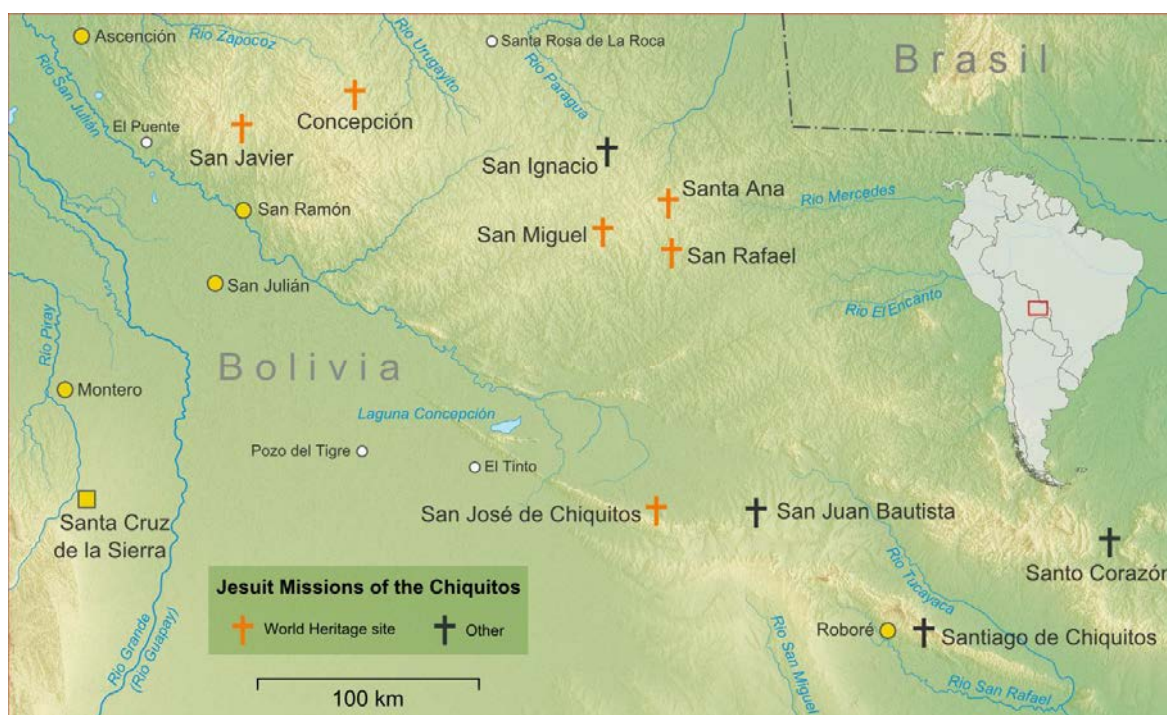 Ascención
Río Zapocoz
Río Urugayito
Santa Rosa de La Roca
Río Paragua
Brasil
Río San Julián
El Puente
Concepción
San Javier
San Ignacio
Santa Ana
Río Mercedes
San Ramón
San Miguel
San Rafael
San Julián
Río El Encanto
Río Piray
Bolivia
Montero
Laguna Concepción
Pozo del Tigre
El Tinto
Santa Cruz
de la Sierra
San José de Chiquitos
San Juan Bautista
Santo Corazón
Río Tucayaca
Jesuit Missions of the Chiquitos
World Heritage site
Other
Río Grande
(Río Guapay)
Roboré
Santiago de Chiquitos
Río San Miguel
Río San Rafael
100 km